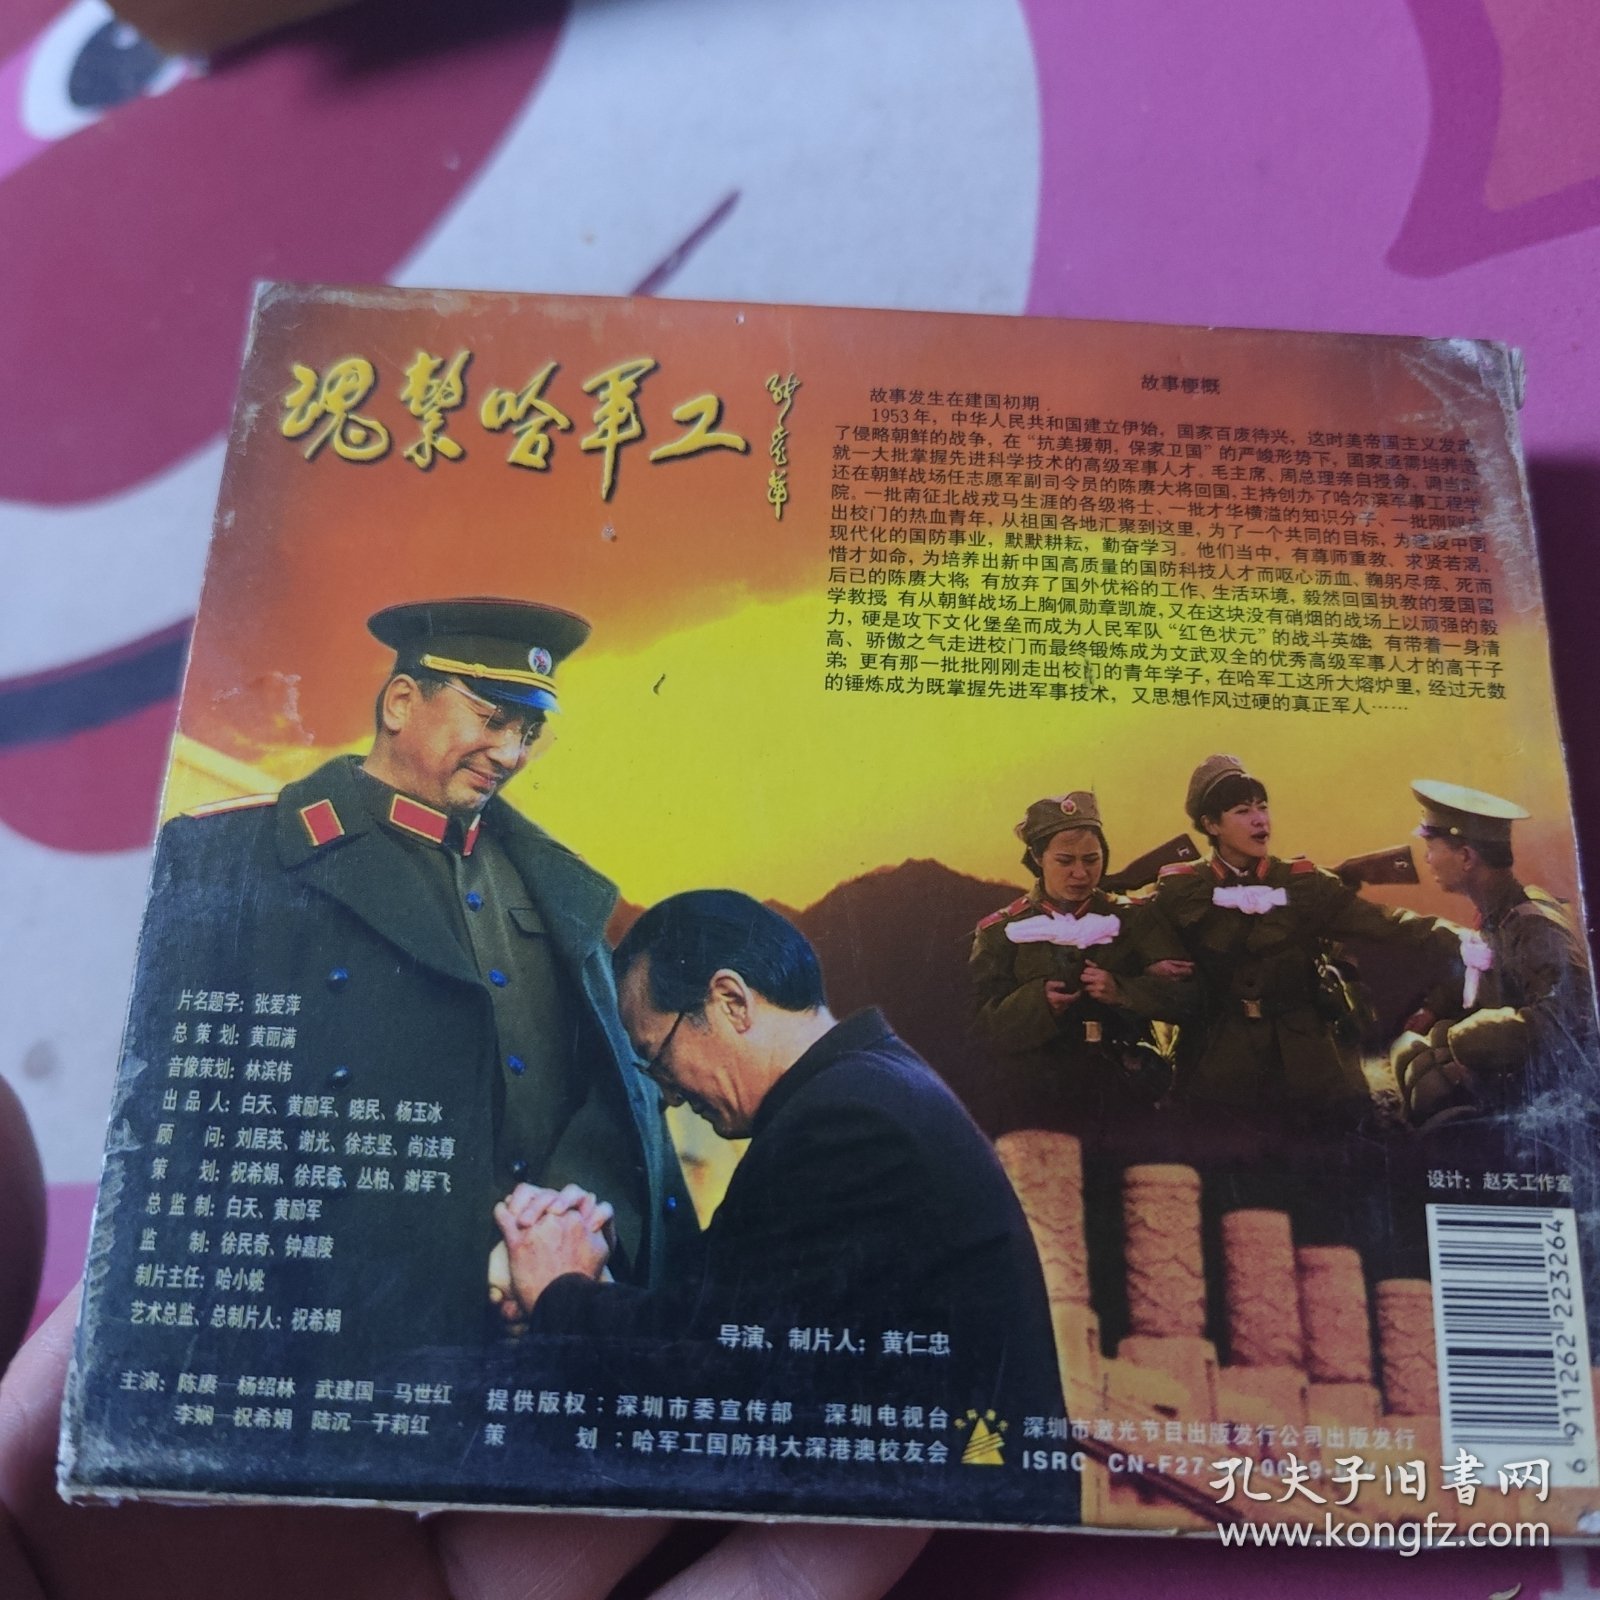 魂繫哈军工
张爱萍
故事梗概
故事发生在建国初期.
1953年，中华人民共和国建立伊始，国家百废待兴，这时美帝国主义发动
了侵略朝鲜的战争，在“抗美援朝，保家卫国”的严峻形势下，国家亟需培养造
就一大批掌握先进科学技术的高级军事人才。毛主席、周总理亲自授命，调当时
还在朝鲜战场任志愿军副司令员的陈赓大将回国，主持创办了哈尔滨军事工程学
院。一批南征北战戎马生涯的各级将士、一批才华横溢的知识分子、一批刚刚走
出校门的热血青年，从祖国各地汇聚到这里，为了一个共同的目标，为建设中国
现代化的国防事业，默默耕耘，勤奋学习。他们当中，有尊师重教、求贤若渴，
惜才如命，为培养出新中国高质量的国防科技人才而呕心沥血、鞠躬尽瘁、死而
后已的陈赓大将；有放弃了国外优裕的工作、生活环境，毅然回国执教的爱国留
学教授；有从朝鲜战场上胸佩勋章凯旋，又在这块没有硝烟的战场上以顽强的毅
力，硬是攻下文化堡垒而成为人民军队“红色状元”的战斗英雄；有带着一身清
高、骄傲之气走进校门而最终锻炼成为文武双全的优秀高级军事人才的高干子
弟；更有那一批批刚刚走出校门的青年学子，在哈军工这所大熔炉里，经过无数
的锤炼成为既掌握先进军事技术，又思想作风过硬的真正军人……
片名题字：张爱萍
总 策 划：黄丽满
音像策划：林滨伟
出 品 人：白天、黄励军、晓民、杨玉冰
顾 问：刘居英、谢光、徐志坚、尚法尊
策 划：祝希娟、徐民奇、丛柏、谢军飞
总 监 制：白天、黄励军
监 制：徐民奇、钟嘉陵
制片主任：哈小姚
艺术总监、总制片人：祝希娟
导演、制片人：黄仁忠
主演：陈赓—杨绍林 武建国—马世红
李娴—祝希娟 陆沉—于莉红
提供版权：深圳市委宣传部 深圳电视台
策 划：哈军工国防科大深港澳校友会
深圳市激光节目出版发行公司出版发行
ISRC CN-F27
设计：赵天工作室
6 911262 223264
孔夫子旧书网
www.kongfz.com